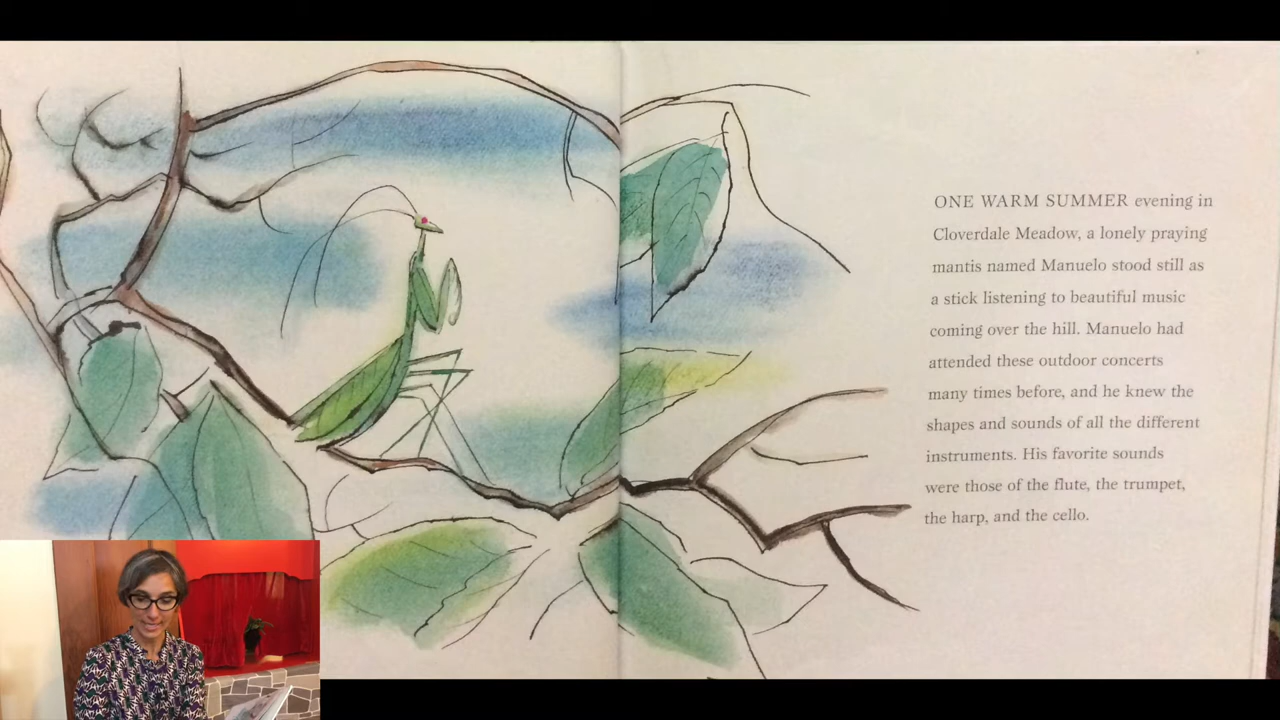 ONE WARM SUMMER evening in
Cloverdale Meadow, a lonely praying
mantis named Manuelo stood still as
a stick listening to beautiful music
coming over the hill. Manuelo had
attended these outdoor concerts
many times before, and he knew the
shapes and sounds of all the different
instruments. His favorite sounds
were those of the flute, the trumpet,
the harp, and the cello.